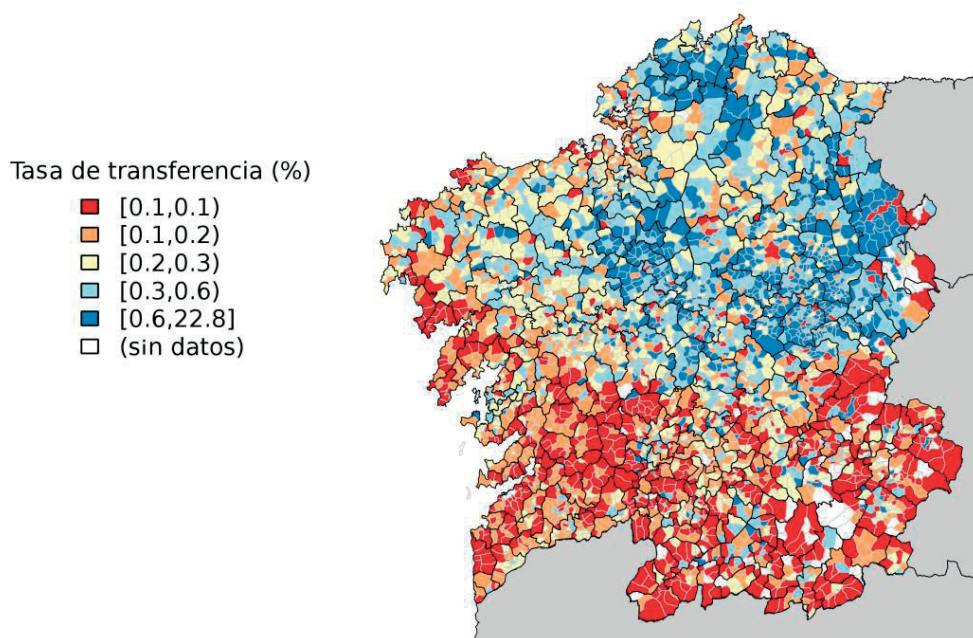 Tasa de transferencia (%)
[0.1,0.1)
[0.1,0.2)
[0.2,0.3)
[0.3,0.6)
[0.6,22.8]
(sin datos)